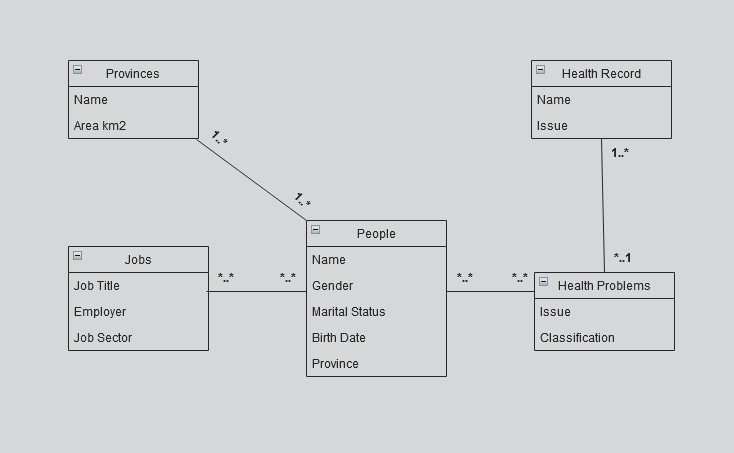 Provinces
Name
Area km2
1..*
1..*
Health Record
Name
Issue
1..*
*..1
People
Name
Gender
Marital Status
Birth Date
Province
Jobs
Job Title
Employer
Job Sector
*..*
*..*
*..*
*..*
Health Problems
Issue
Classification